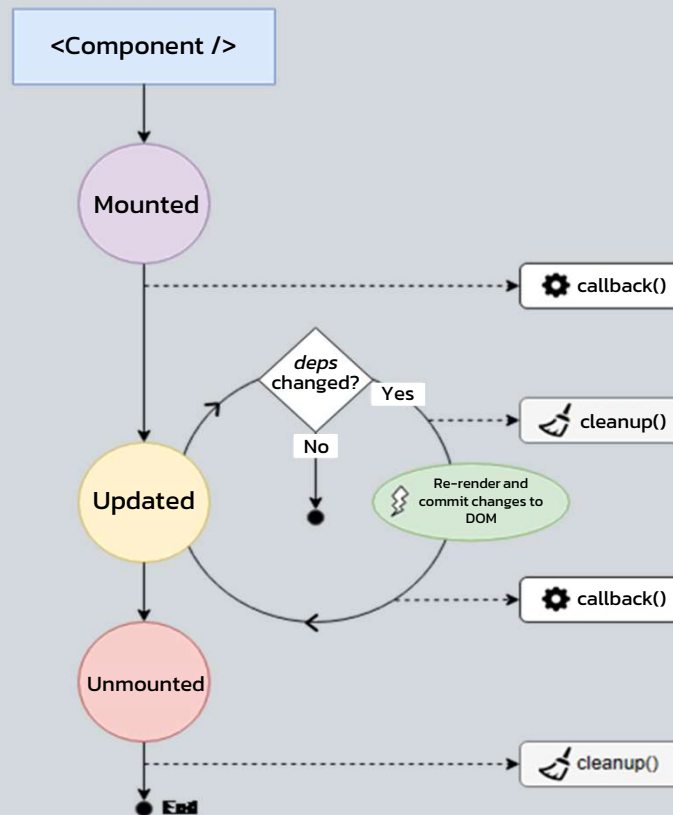 <Component />
Mounted
callback()
deps
changed?
Yes
cleanup()
No
Updated
Re-render and
commit changes to
DOM
callback()
Unmounted
cleanup()
End